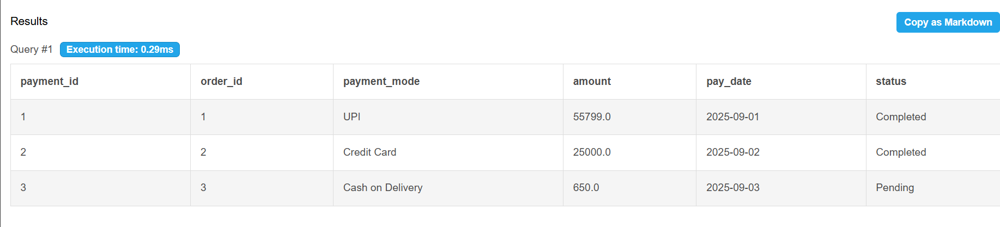 Results
Copy as Markdown
Query #1 Execution time: 0.29ms
payment_id order_id payment_mode amount pay_date status
1 1 UPI 55799.0 2025-09-01 Completed
2 2 Credit Card 25000.0 2025-09-02 Completed
3 3 Cash on Delivery 650.0 2025-09-03 Pending